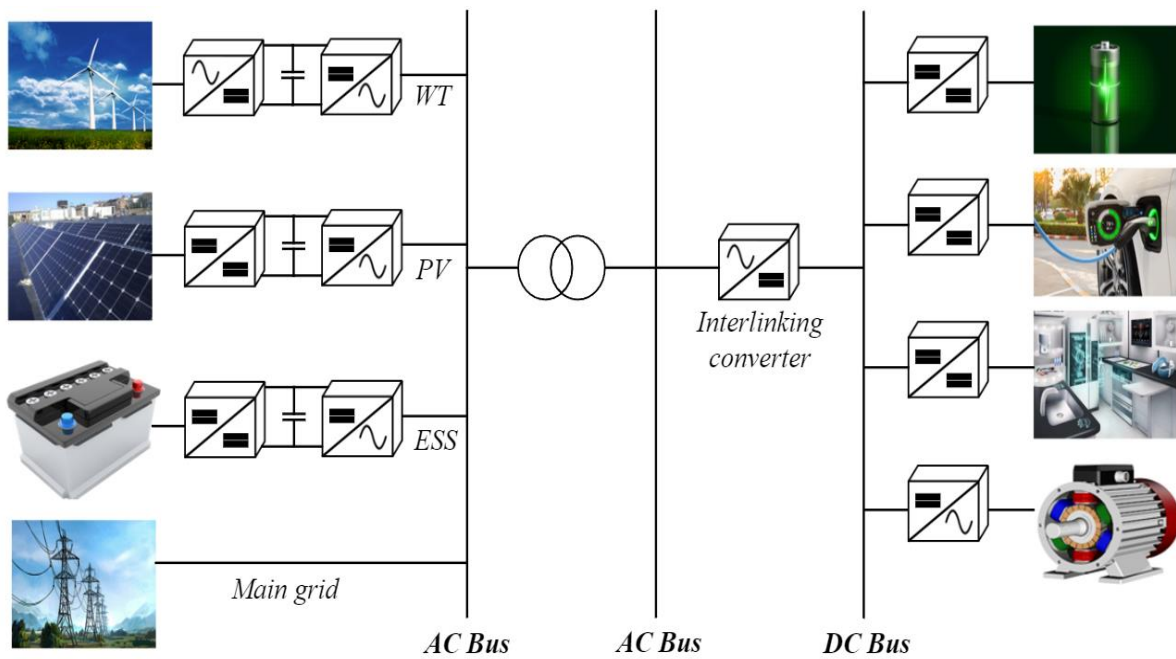 WT
PV
Interlinking
converter
ESS
Main grid
AC Bus
AC Bus
DC Bus